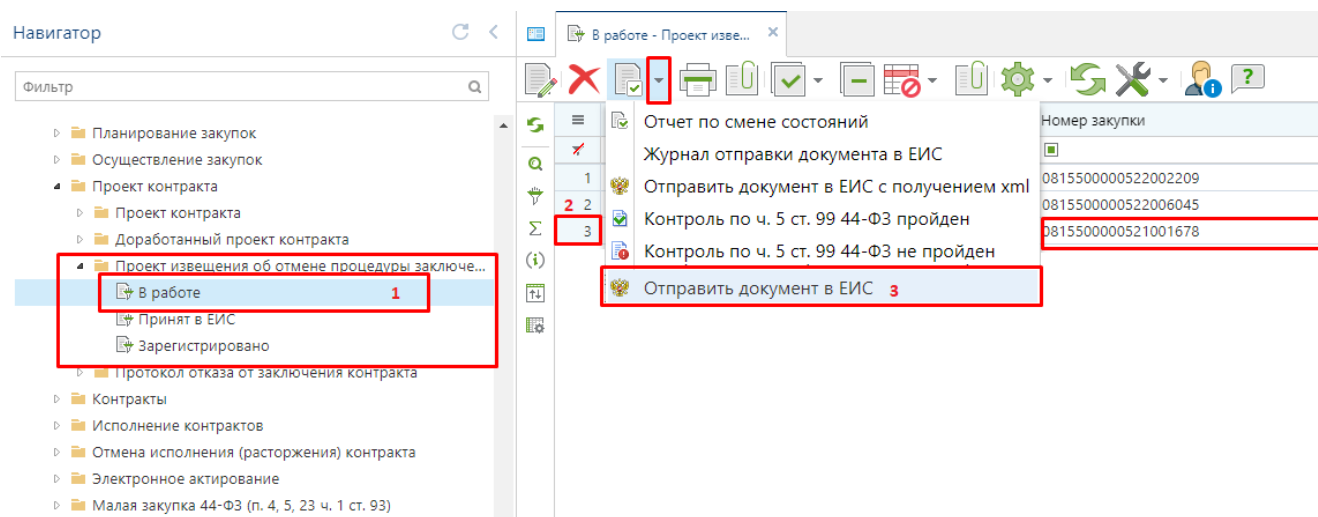 Навигатор
Фильтр
Планирование закупок
Осуществление закупок
Проект контракта
Проект контракта
Доработанный проект контракта
Проект извещения об отмене процедуры заключе...
В работе 1
Принят в ЕИС
Зарегистрировано
Протокол отказа от заключения контракта
Контракты
Исполнение контрактов
Отмена исполнения (расторжения) контракта
Электронное актирование
Малая закупка 44-ФЗ (п. 4, 5, 23 ч. 1 ст. 93)
В работе - Проект изве...
Отчет по смене состояний
Журнал отправки документа в ЕИС
Отправить документ в ЕИС с получением xml
Контроль по ч. 5 ст. 99 44-ФЗ пройден
Контроль по ч. 5 ст. 99 44-ФЗ не пройден
Отправить документ в ЕИС 3
Номер закупки
1 0815500000522002209
2 2 0815500000522006045
3 0815500000521001678